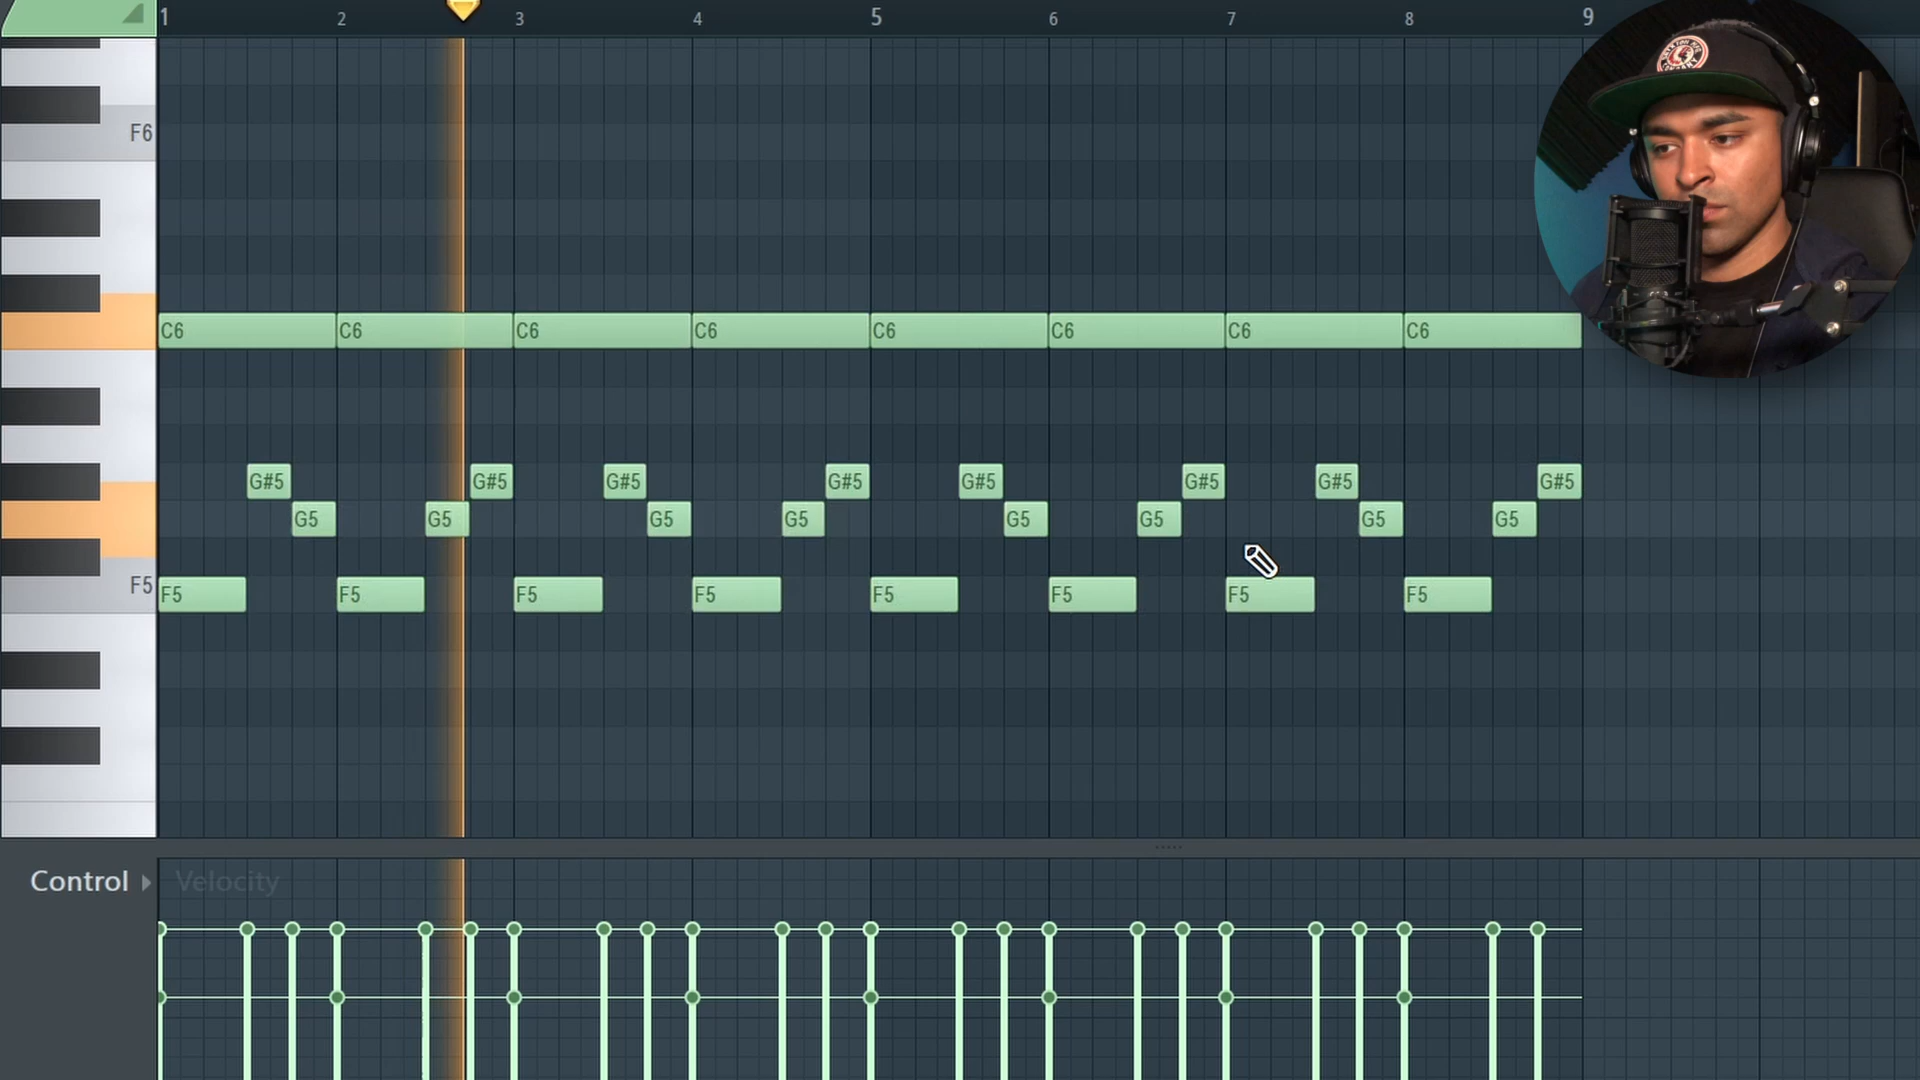 1 2 3 4 5 6 7 8 9
F6
C6 C6 C6 C6 C6 C6 C6 C6
G#5 G#5 G#5 G#5 G#5 G#5 G#5 G#5
G5 G5 G5 G5 G5 G5 G5 G5
F5 F5 F5 F5 F5 F5 F5 F5 F5
Control Velocity